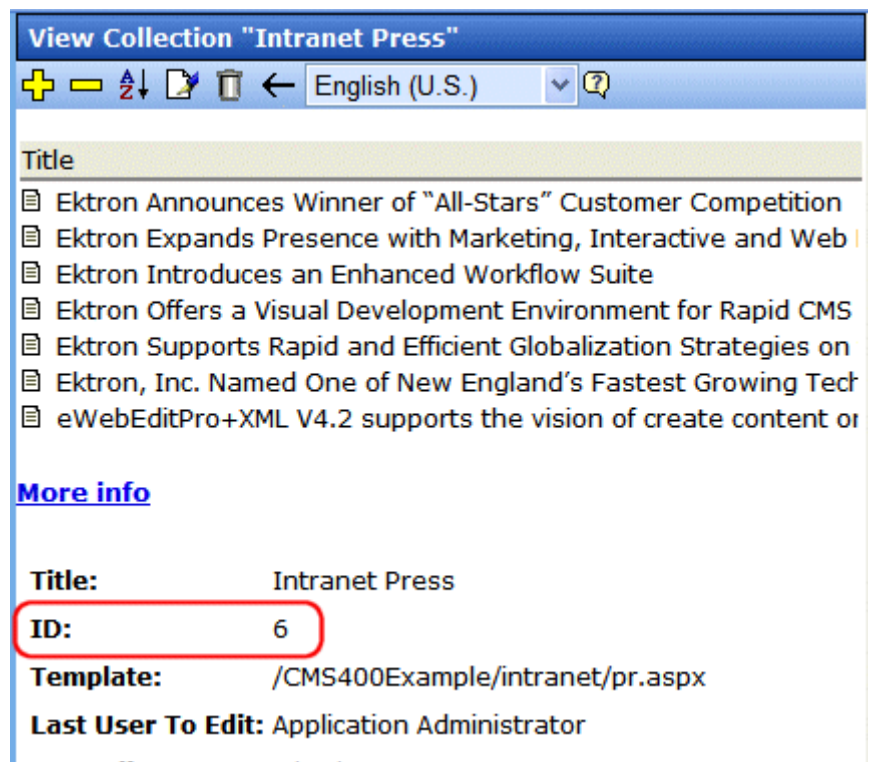 View Collection "Intranet Press"
English (U.S.)
Title
Ektron Announces Winner of “All-Stars” Customer Competition
Ektron Expands Presence with Marketing, Interactive and Web
Ektron Introduces an Enhanced Workflow Suite
Ektron Offers a Visual Development Environment for Rapid CMS
Ektron Supports Rapid and Efficient Globalization Strategies on
Ektron, Inc. Named One of New England’s Fastest Growing Tech
eWebEditPro+XML V4.2 supports the vision of create content
More info
Title: Intranet Press
ID: 6
Template: /CMS400Example/intranet/pr.aspx
Last User To Edit: Application Administrator